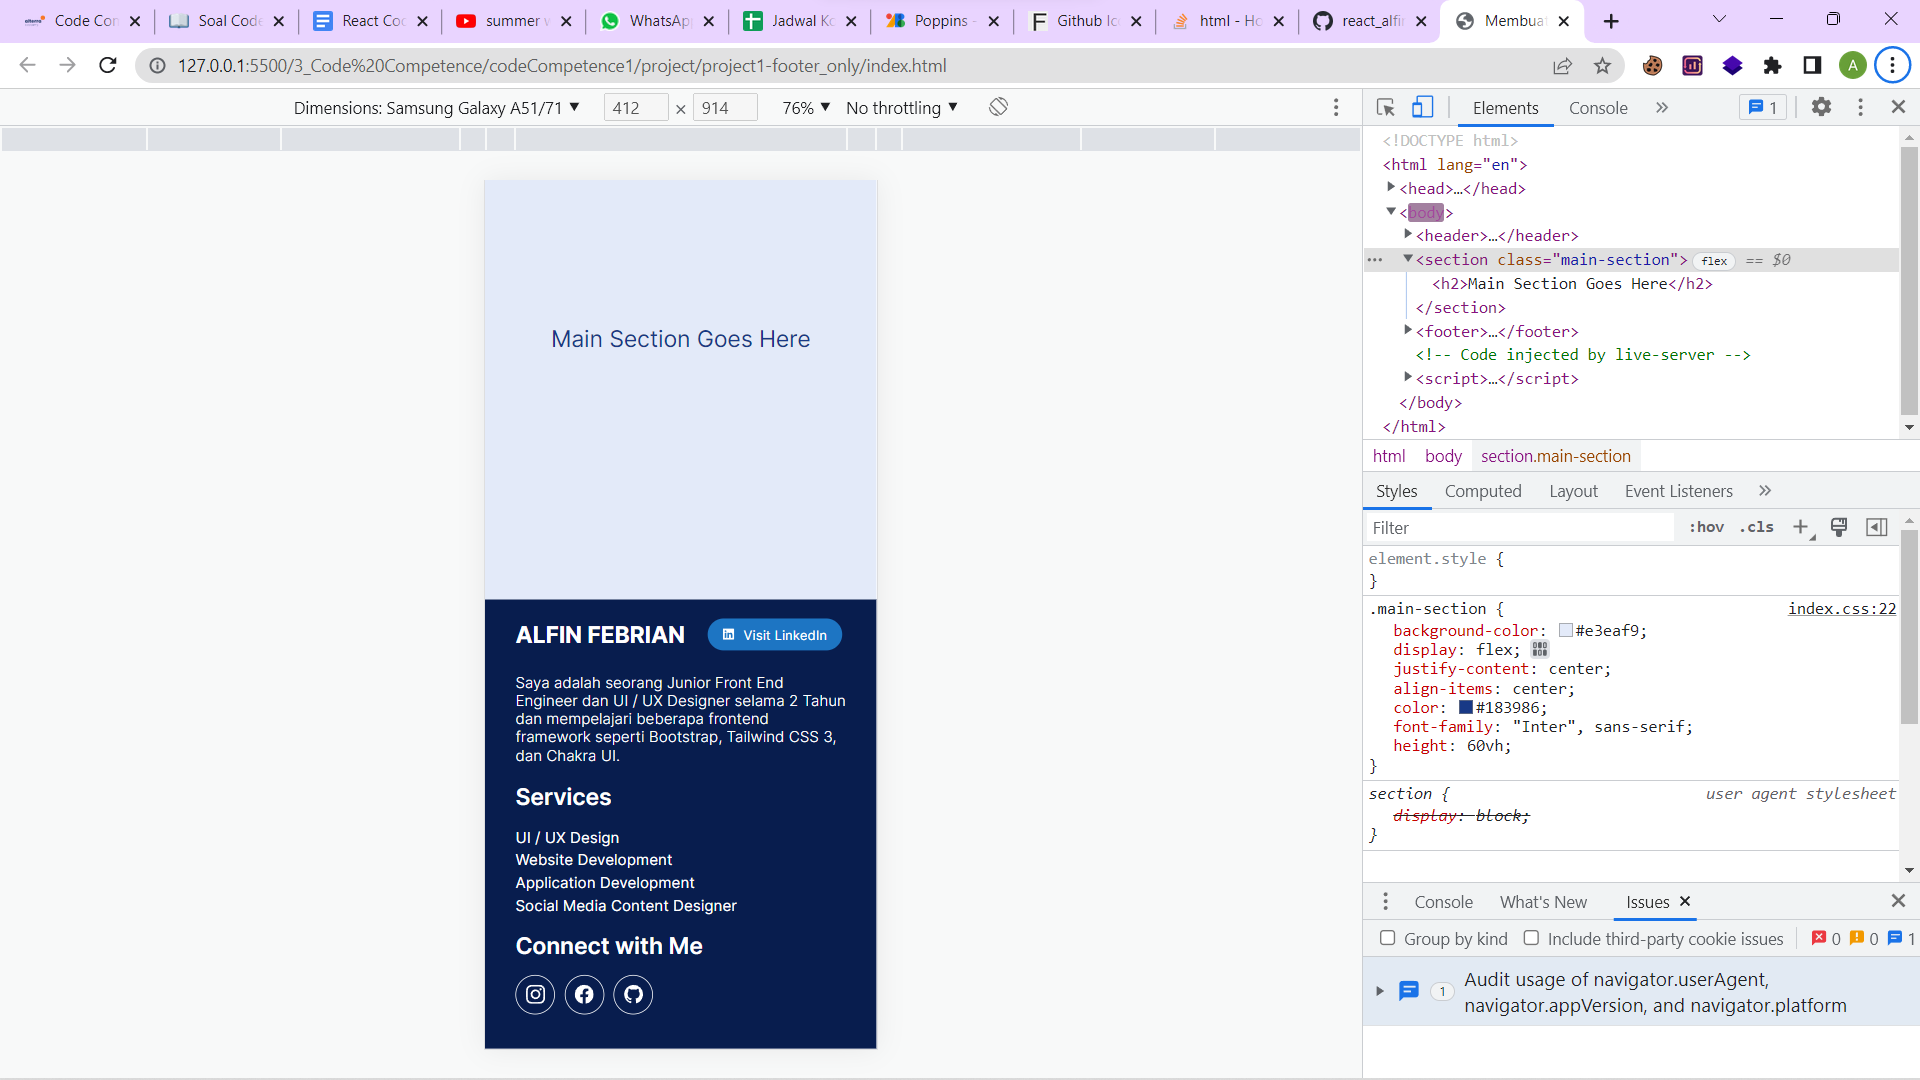 Code Con
Soal Code
React Co
summer w
WhatsAp
Jadwal Ko
Poppins -
Github Ic
html - Ho
react_alfi
Membuat
127.0.0.1:5500/3_Code%20Competence/codeCompetence1/project/project1-footer_only/index.html
A
Dimensions: Samsung Galaxy A51/71 412 × 914 76% No throttling
Main Section Goes Here
ALFIN FEBRIAN
Visit LinkedIn
Saya adalah seorang Junior Front End
Engineer dan UI / UX Designer selama 2 Tahun
dan mempelajari beberapa frontend
framework seperti Bootstrap, Tailwind CSS 3,
dan Chakra UI.
Services
UI / UX Design
Website Development
Application Development
Social Media Content Designer
Connect with Me
Elements Console » 1
<!DOCTYPE html>
<html lang="en">
<head>…</head>
<body>
<header>…</header>
<section class="main-section"> flex == $0
<h2>Main Section Goes Here</h2>
</section>
<footer>…</footer>
<!-- Code injected by live-server -->
<script>…</script>
</body>
</html>
html body section.main-section
Styles Computed Layout Event Listeners »
Filter :hov .cls +
element.style {
}
.main-section { index.css:22
background-color: #e3eaf9;
display: flex;
justify-content: center;
align-items: center;
color: #183986;
font-family: "Inter", sans-serif;
height: 60vh;
}
section { user agent stylesheet
display: block;
}
Console What's New Issues
Group by kind Include third-party cookie issues 0 0 1
1 Audit usage of navigator.userAgent,
navigator.appVersion, and navigator.platform